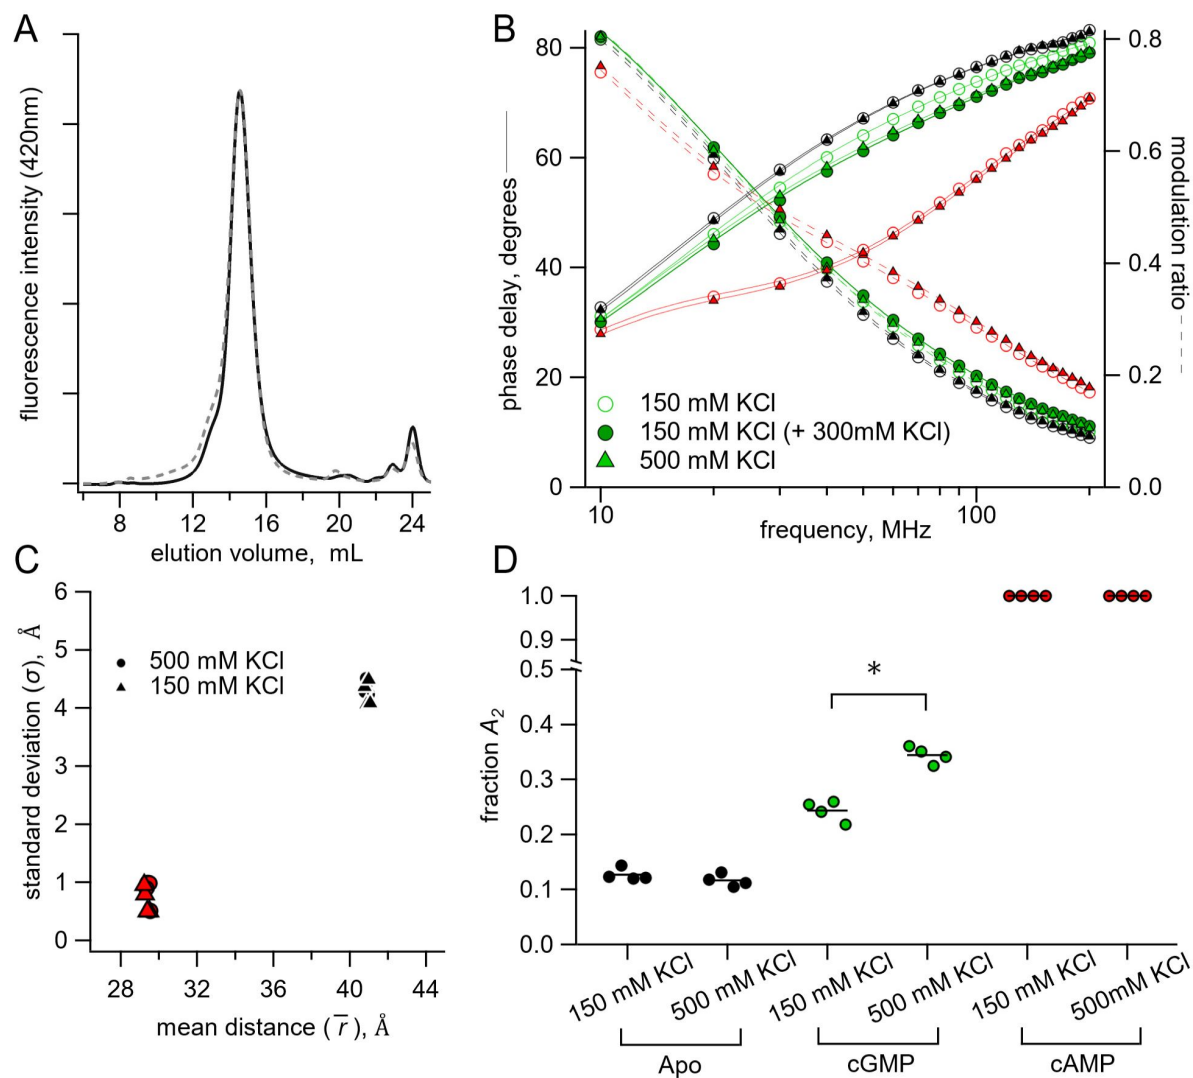 A
fluorescence intensity (420nm)
8 12 16 20 24
elution volume, mL
B
phase delay, degrees
80
60
40
20
0
0.8
0.6
0.4
0.2
0.0
modulation ratio
150 mM KCl
150 mM KCl (+ 300mM KCl)
500 mM KCl
10 100
frequency, MHz
C
standard deviation (σ), Å
6
5
4
3
2
1
0
500 mM KCl
150 mM KCl
28 32 36 40 44
mean distance (r̅), Å
D
fraction A₂
1.0
0.9
0.5
0.4
0.3
0.2
0.1
0.0
*
150 mM KCl
500 mM KCl
150 mM KCl
500 mM KCl
150 mM KCl
500mM KCl
Apo
cGMP
cAMP